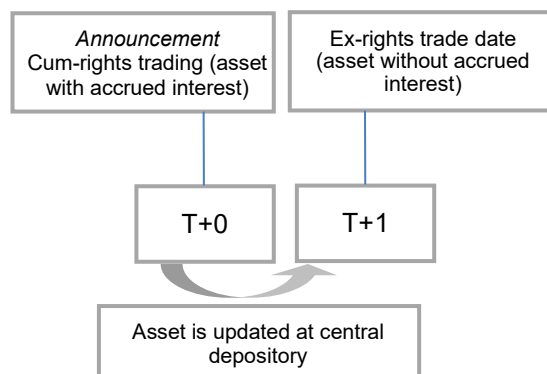 Announcement
Cum-rights trading (asset
with accrued interest)
Ex-rights trade date
(asset without accrued
interest)
T+0
T+1
Asset is updated at central
depository